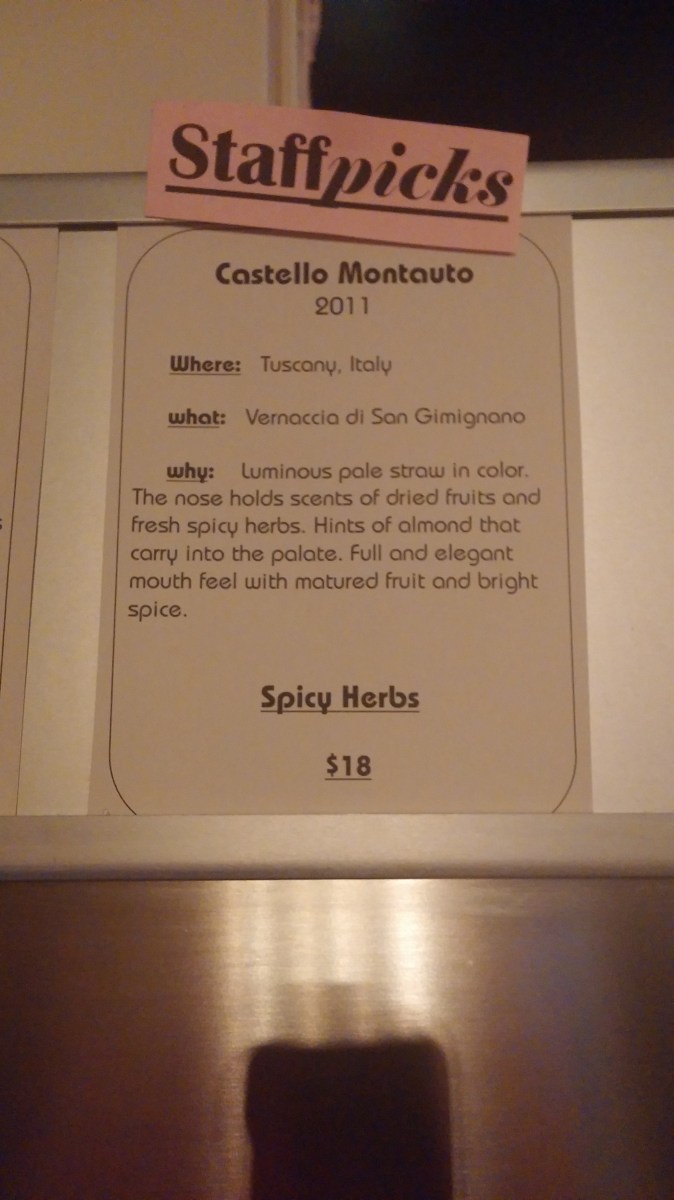 Staffpicks
Castello Montauto
2011
Where: Tuscany, Italy
what: Vernaccia di San Gimignano
why: Luminous pale straw in color.
The nose holds scents of dried fruits and
fresh spicy herbs. Hints of almond that
carry into the palate. Full and elegant
mouth feel with matured fruit and bright
spice.
Spicy Herbs
$18